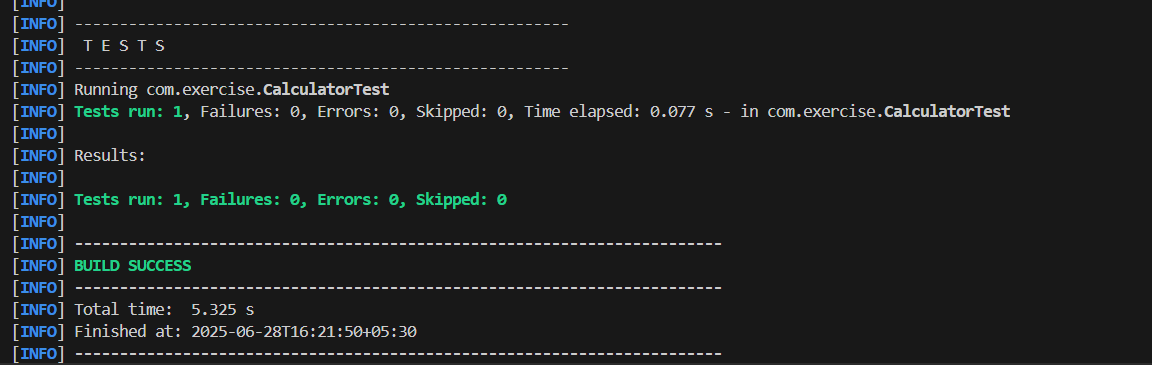 [INFO]
[INFO] -------------------------------------------------------
[INFO]  T E S T S
[INFO] -------------------------------------------------------
[INFO] Running com.exercise.CalculatorTest
[INFO] Tests run: 1, Failures: 0, Errors: 0, Skipped: 0, Time elapsed: 0.077 s - in com.exercise.CalculatorTest
[INFO]
[INFO] Results:
[INFO]
[INFO] Tests run: 1, Failures: 0, Errors: 0, Skipped: 0
[INFO]
[INFO] ------------------------------------------------------------------------
[INFO] BUILD SUCCESS
[INFO] ------------------------------------------------------------------------
[INFO] Total time:  5.325 s
[INFO] Finished at: 2025-06-28T16:21:50+05:30
[INFO] ------------------------------------------------------------------------